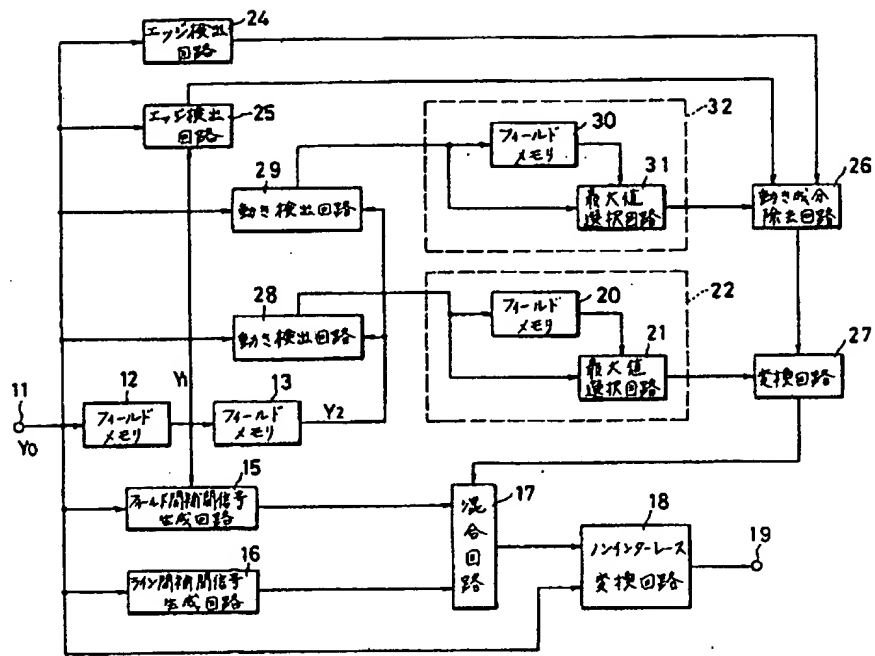 24
エッジ検出
回路
エッジ検出
回路
25
32
30
フィールド
メモリ
29
動き検出回路
31
最大値
選択回路
26
動き成分
除去回路
22
28
動き検出回路
20
フィールド
メモリ
21
最大値
選択回路
27
変換回路
11
Y0
12
フィールド
メモリ
Y1
13
フィールド
メモリ
Y2
15
フィールド間補間信号
生成回路
16
ライン間補間信号
生成回路
17
混合回路
18
ノンインターレース
変換回路
19